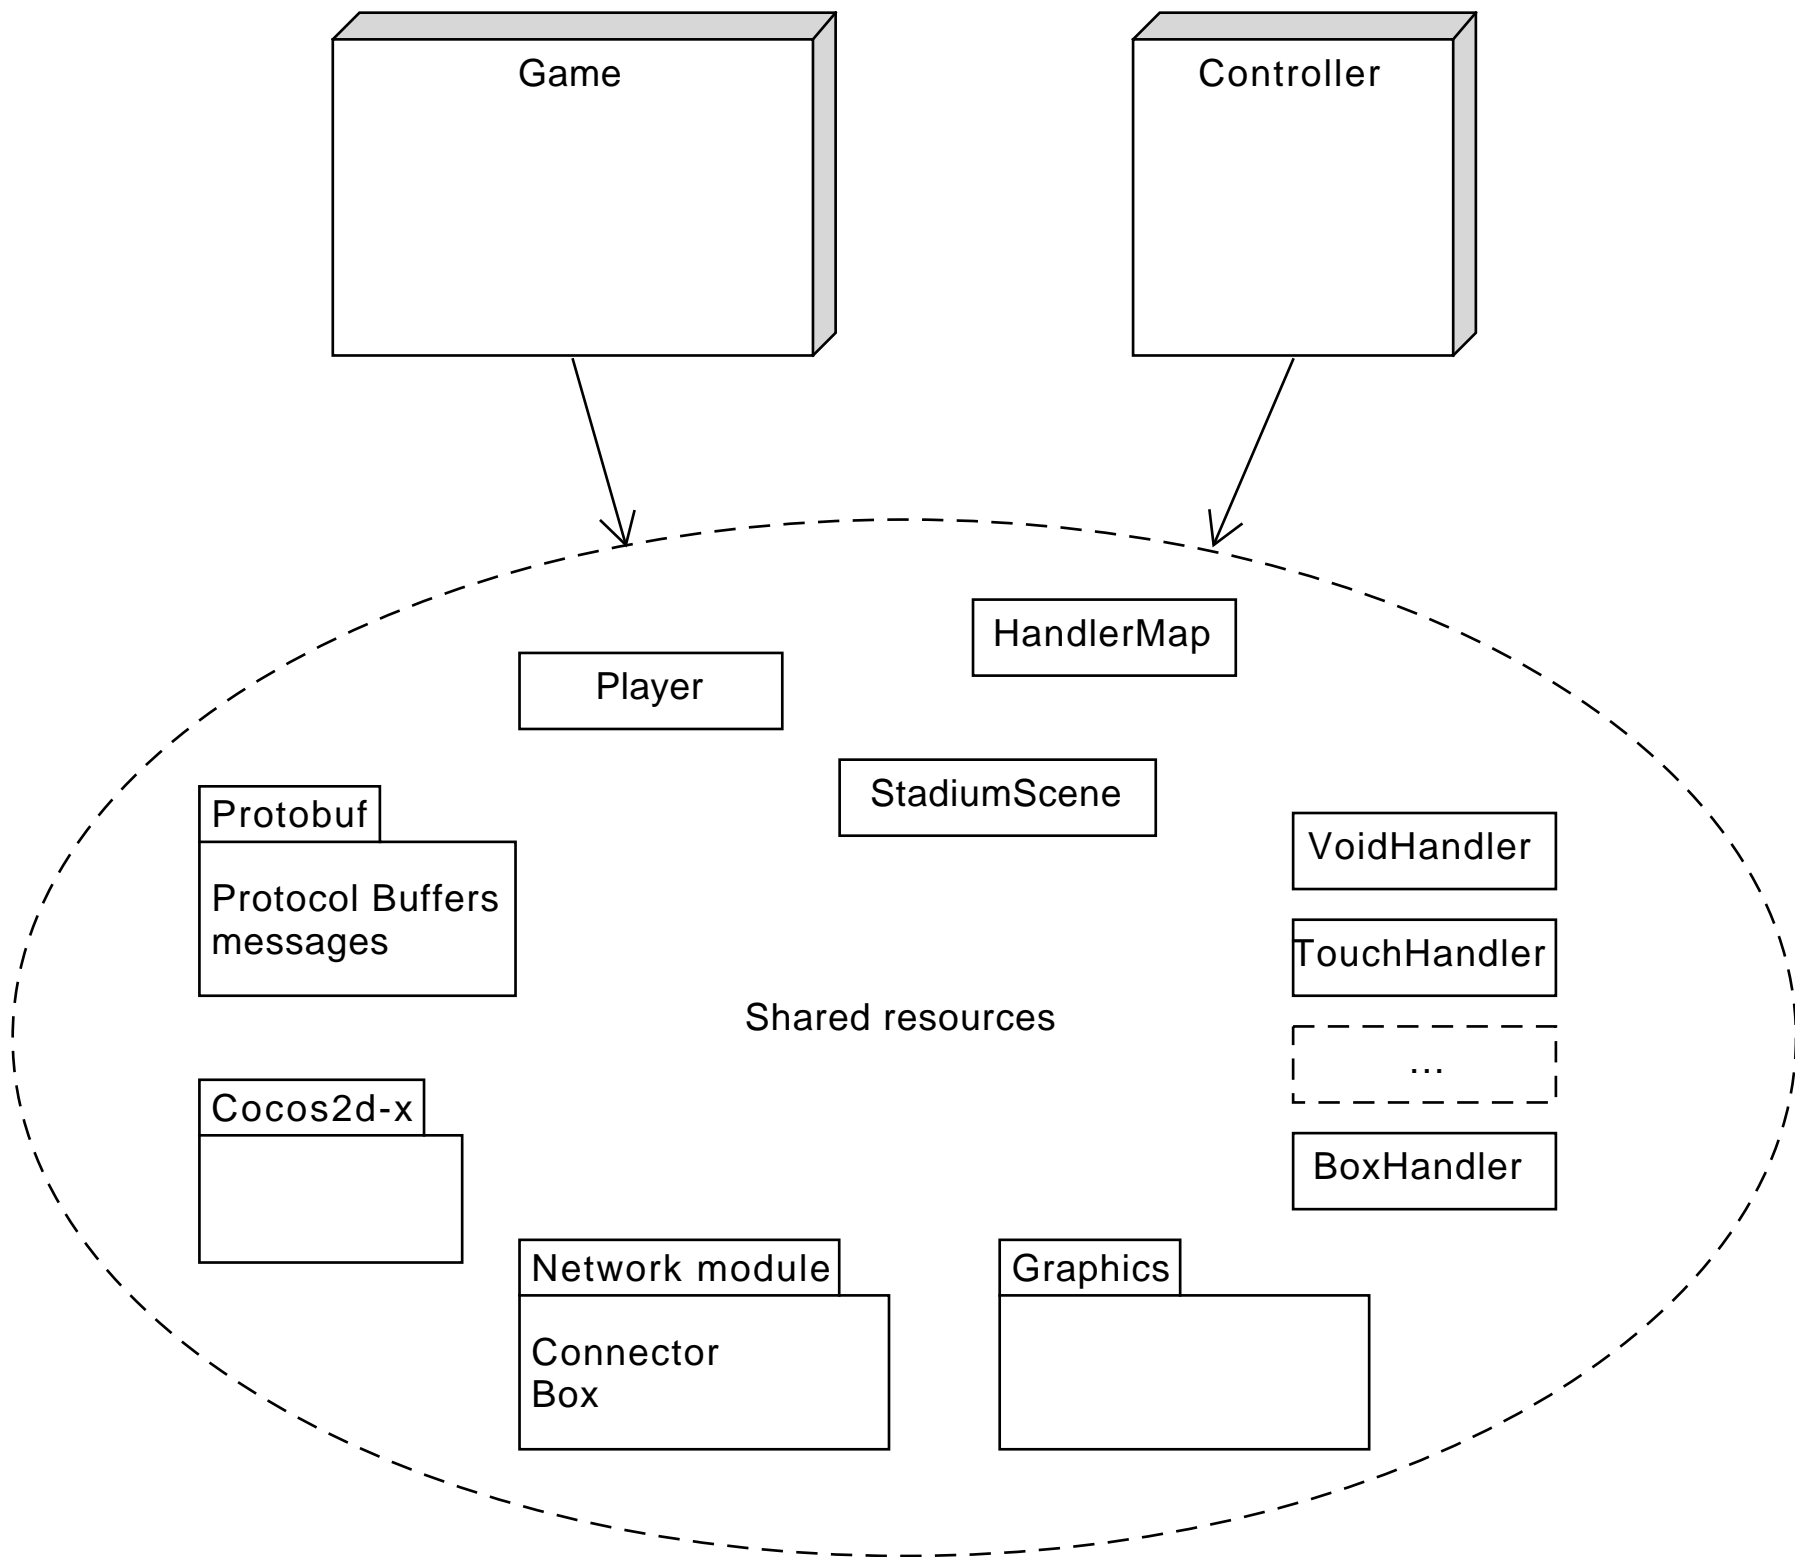 Game
Controller
HandlerMap
Player
StadiumScene
Protobuf
Protocol Buffers
messages
VoidHandler
TouchHandler
Shared resources
...
Cocos2d-x
BoxHandler
Network module
Connector
Box
Graphics